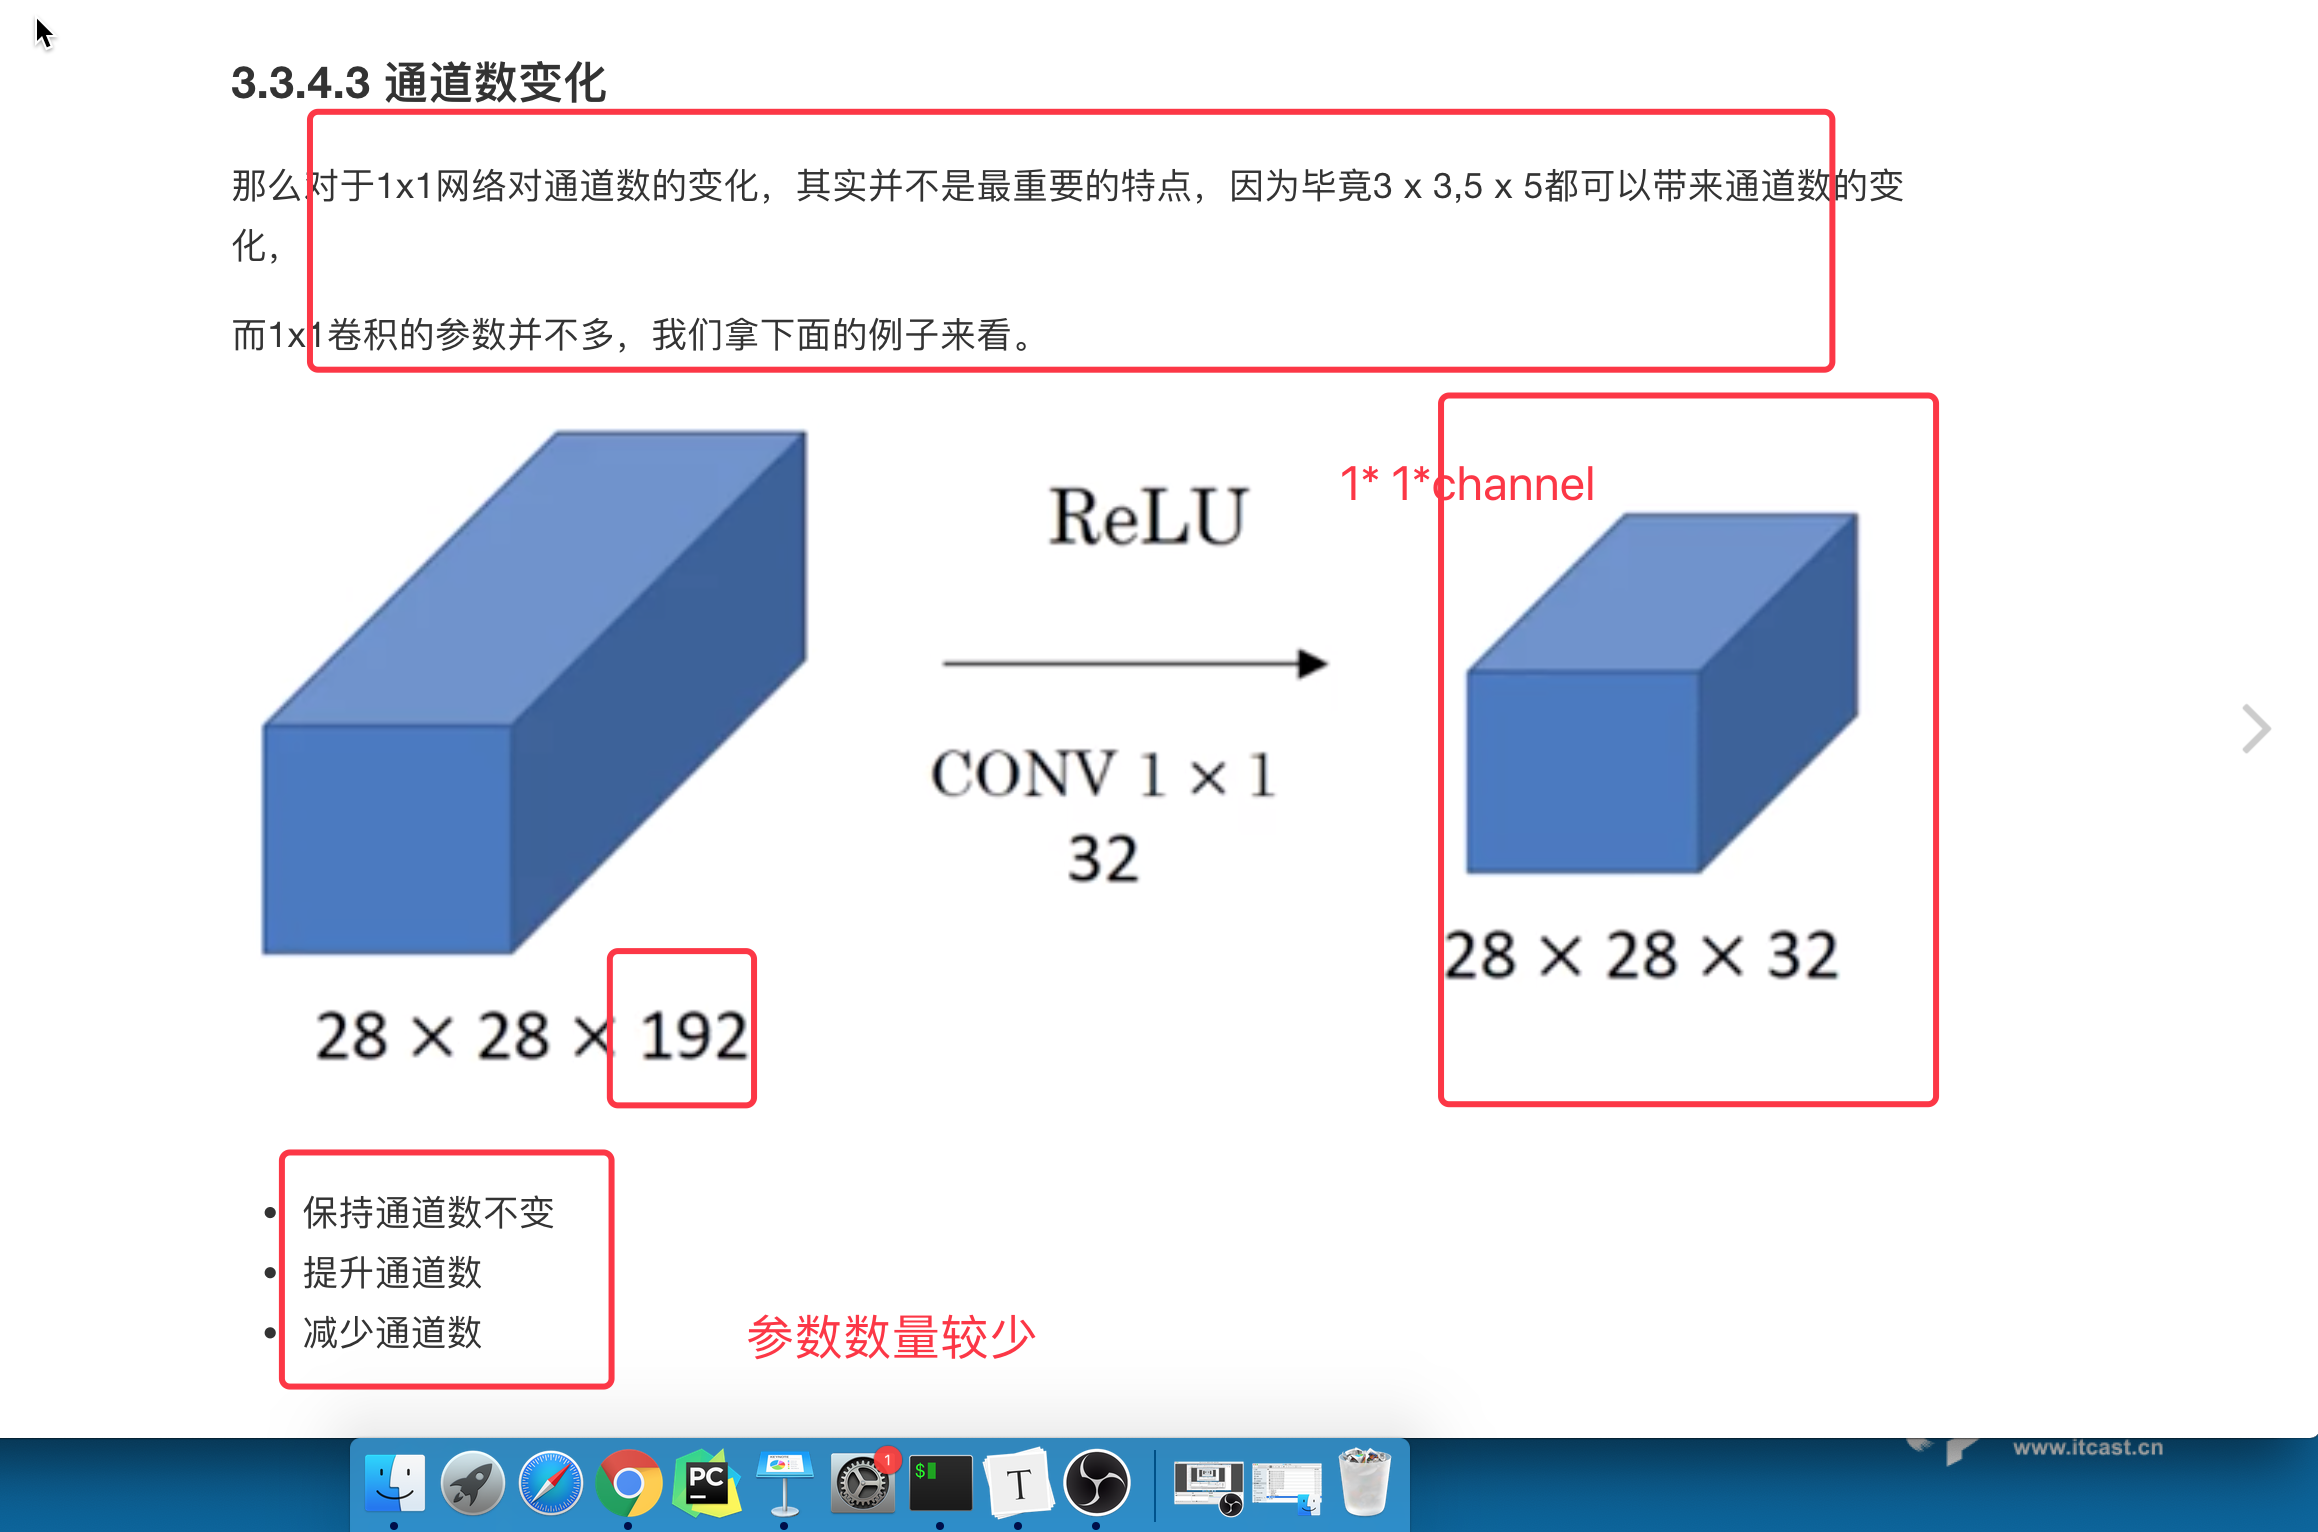 3.3.4.3 通道数变化
那么对于1x1网络对通道数的变化，其实并不是最重要的特点，因为毕竟3 x 3,5 x 5都可以带来通道数的变
化，
而1x1卷积的参数并不多，我们拿下面的例子来看。
1* 1*channel
ReLU
CONV 1 × 1
32
28 × 28 × 32
28 × 28 × 192
• 保持通道数不变
• 提升通道数
• 减少通道数
参数数量较少
www.itcast.cn
1
PC
$
T